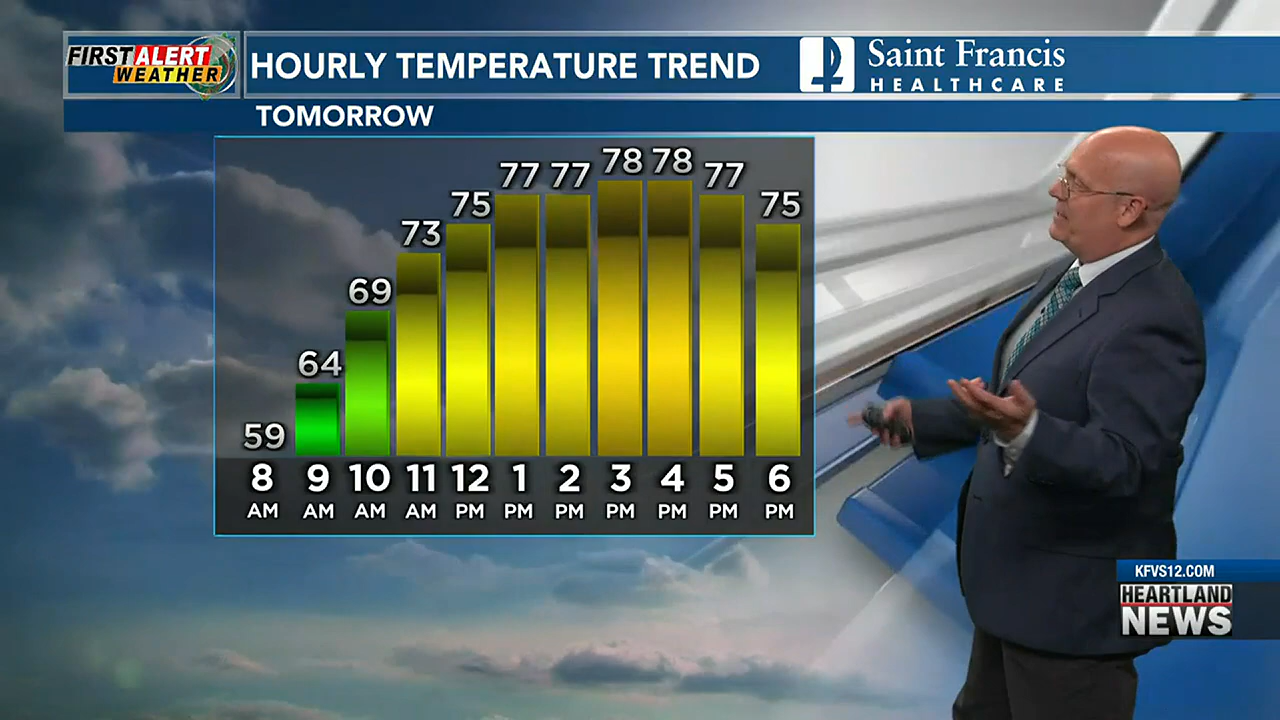 FIRST ALERT
WEATHER
HOURLY TEMPERATURE TREND
Saint Francis
HEALTHCARE
TOMORROW
59 64 69 73 75 77 77 78 78 77 75
8 9 10 11 12 1 2 3 4 5 6
AM AM AM AM PM PM PM PM PM PM PM
KFVS12.COM
HEARTLAND
NEWS